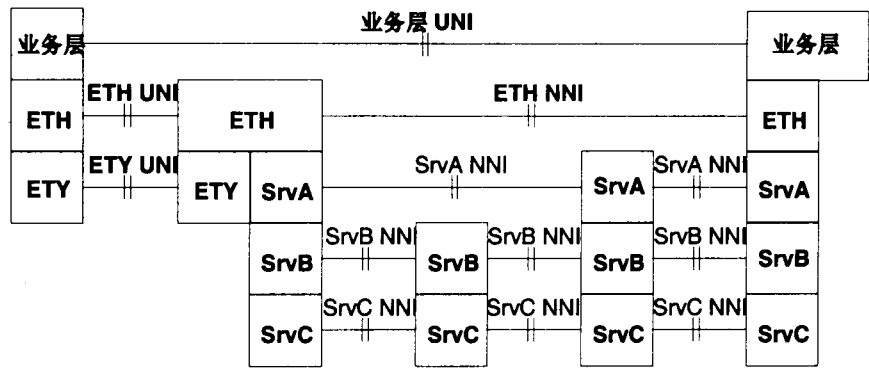 业务层 UNI
业务层
业务层
ETH UNI
ETH NNI
ETH
ETH
ETH
ETY UNI
SrvA NNI
SrvA NNI
ETY
ETY
SrvA
SrvA
SrvA
SrvB NNI
SrvB NNI
SrvB NNI
SrvB
SrvB
SrvB
SrvB
SrvC NNI
SrvC NNI
SrvC NNI
SrvC
SrvC
SrvC
SrvC